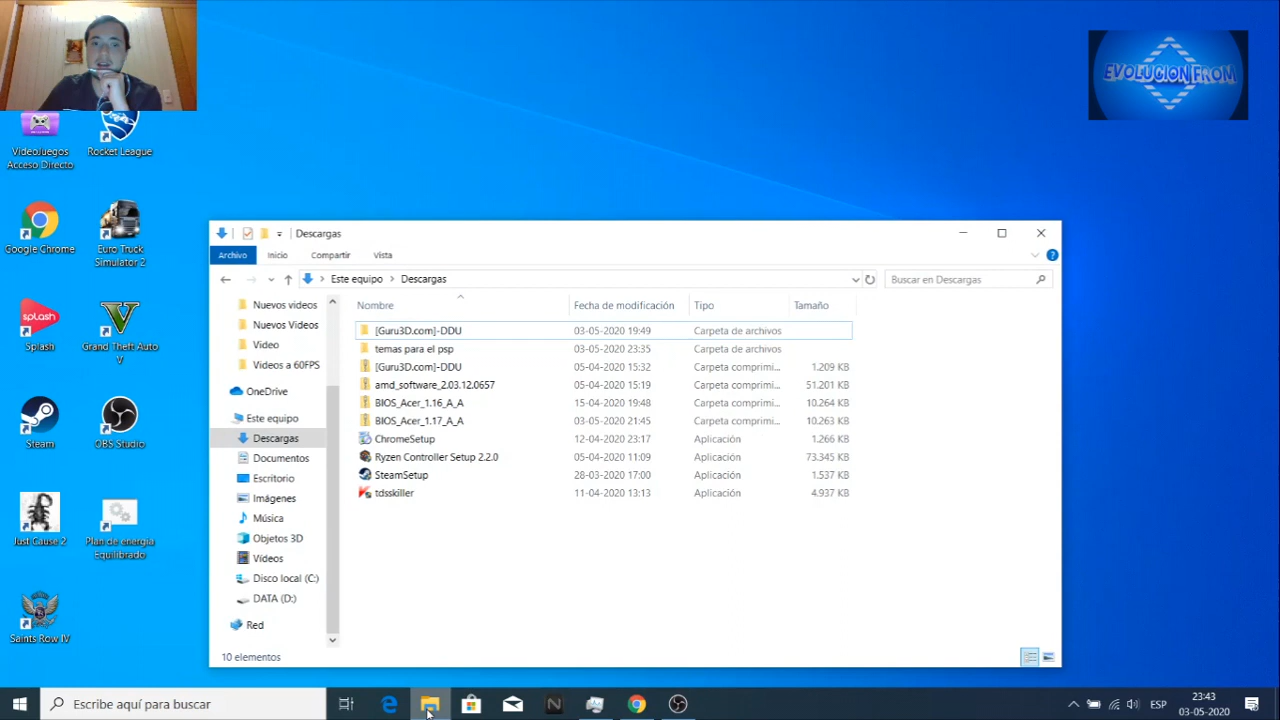 EVOLUCION FROM
VideoJuegos
Acceso Directo
Rocket League
Google Chrome
Euro Truck
Simulator 2
Splash
Grand Theft Auto
V
Steam
OBS Studio
Just Cause 2
Plan de energía
Equilibrado
Saints Row IV
Descargas
Archivo
Inicio
Compartir
Vista
Este equipo
Descargas
Buscar en Descargas
Nuevos videos
Nuevos Videos
Video
Videos a 60FPS
OneDrive
Este equipo
Descargas
Documentos
Escritorio
Imágenes
Música
Objetos 3D
Vídeos
Disco local (C:)
DATA (D:)
Red
Nombre Fecha de modificación Tipo Tamaño
[Guru3D.com]-DDU 03-05-2020 19:49 Carpeta de archivos
temas para el psp 03-05-2020 23:35 Carpeta de archivos
[Guru3D.com]-DDU 05-04-2020 15:32 Carpeta comprimi... 1.209 KB
amd_software_2.03.12.0657 05-04-2020 15:19 Carpeta comprimi... 51.201 KB
BIOS_Acer_1.16_A_A 15-04-2020 19:48 Carpeta comprimi... 10.264 KB
BIOS_Acer_1.17_A_A 03-05-2020 21:45 Carpeta comprimi... 10.263 KB
ChromeSetup 12-04-2020 23:17 Aplicación 1.266 KB
Ryzen Controller Setup 2.2.0 05-04-2020 11:09 Aplicación 73.345 KB
SteamSetup 28-03-2020 17:00 Aplicación 1.537 KB
tdsskiller 11-04-2020 13:13 Aplicación 4.937 KB
10 elementos
Escribe aquí para buscar
ESP
23:43
03-05-2020